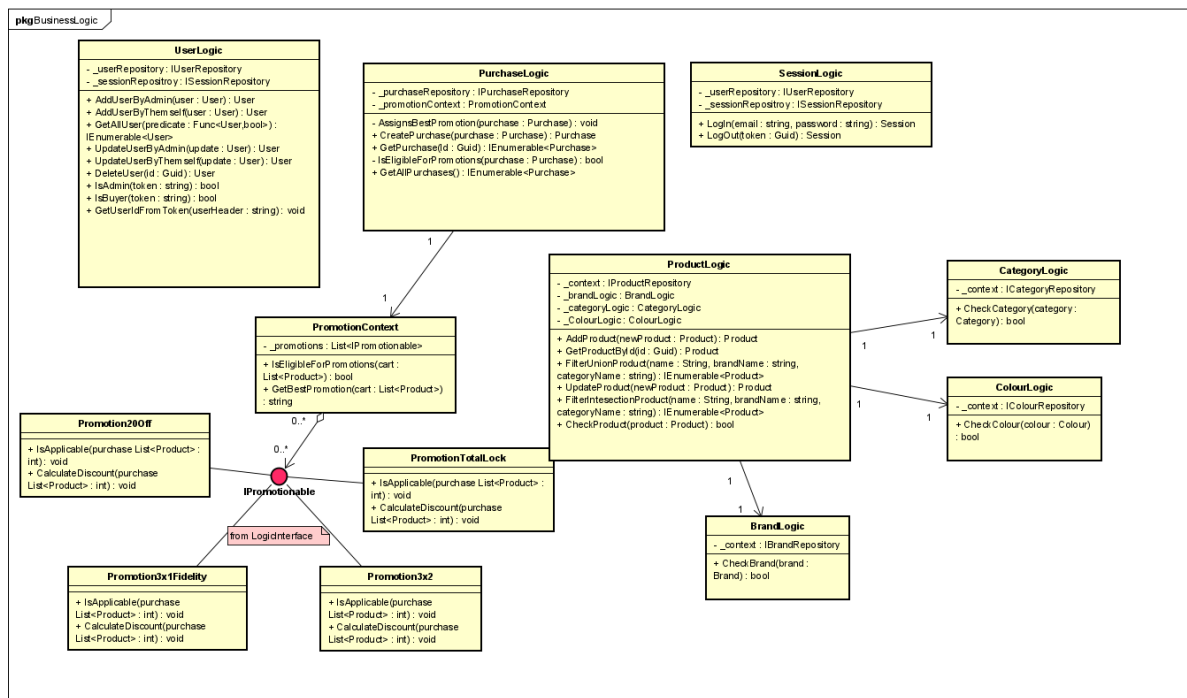 pkg BusinessLogic
UserLogic
- _userRepository : IUserRepository
- _sessionRepositroy : ISessionRepository
+ AddUserByAdmin(user : User) : User
+ AddUserByThemself(user : User) : User
+ GetAllUser(predicate : Func<User,bool>) :
IEnumerable<User>
+ UpdateUserByAdmin(update : User) : User
+ UpdateUserByThemself(update : User) : User
+ DeleteUser(id : Guid) : User
+ IsAdmin(token : string) : bool
+ IsBuyer(token : string) : bool
+ GetUserIdFromToken(userHeader : string) : void
PurchaseLogic
- _purchaseRepository : IPurchaseRepository
- _promotionContext : PromotionContext
- AssignsBestPromotion(purchase : Purchase) : void
+ CreatePurchase(purchase : Purchase) : Purchase
+ GetPurchase(Id : Guid) : IEnumerable<Purchase>
- IsEligibleForPromotions(purchase : Purchase) : bool
+ GetAllPurchases() : IEnumerable<Purchase>
SessionLogic
- _userRepository : IUserRepository
- _sessionRepositroy : ISessionRepository
+ LogIn(email : string, password : string) : Session
+ LogOut(token : Guid) : Session
1
1
PromotionContext
- _promotions : List<IPromotionable>
+ IsEligibleForPromotions(cart :
List<Product>) : bool
+ GetBestPromotion(cart : List<Product>)
: string
0..*
0..*
ProductLogic
- _context : IProductRepository
- _brandLogic : BrandLogic
- _categoryLogic : CategoryLogic
- _ColourLogic : ColourLogic
+ AddProduct(newProduct : Product) : Product
+ GetProductById(id : Guid) : Product
+ FilterUnionProduct(name : String, brandName : string,
categoryName : string) : IEnumerable<Product>
+ UpdateProduct(newProduct : Product) : Product
+ FilterIntesectionProduct(name : String, brandName : string,
categoryName : string) : IEnumerable<Product>
+ CheckProduct(product : Product) : bool
1
1
1
1
1
1
CategoryLogic
- _context : ICategoryRepository
+ CheckCategory(category :
Category) : bool
ColourLogic
- _context : IColourRepository
+ CheckColour(colour : Colour)
: bool
BrandLogic
- _context : IBrandRepository
+ CheckBrand(brand :
Brand) : bool
Promotion20Off
+ IsApplicable(purchase List<Product> :
int) : void
+ CalculateDiscount(purchase
List<Product> : int) : void
IPromotionable
from LogicInterface
PromotionTotalLock
+ IsApplicable(purchase List<Product> :
int) : void
+ CalculateDiscount(purchase
List<Product> : int) : void
Promotion3x1Fidelity
+ IsApplicable(purchase
List<Product> : int) : void
+ CalculateDiscount(purchase
List<Product> : int) : void
Promotion3x2
+ IsApplicable(purchase
List<Product> : int) : void
+ CalculateDiscount(purchase
List<Product> : int) : void